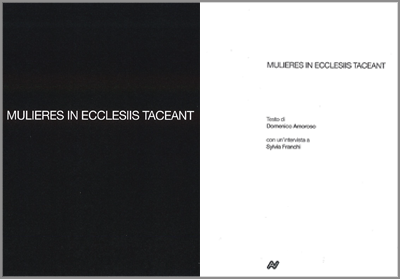 MULIERES IN ECCLESIIS TACEANT
MULIERES IN ECCLESIIS TACEANT
Testo di
Domenico Amoroso
con un'intervista a
Sylvia Franchi